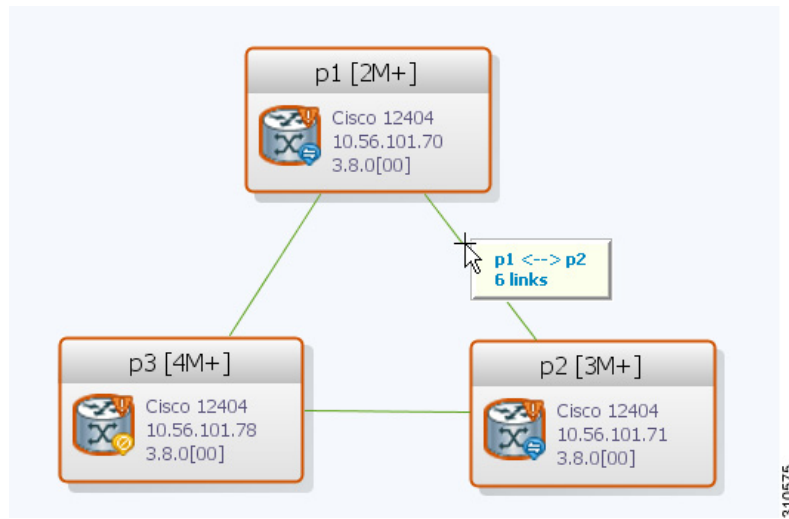 p1 [2M+]
Cisco 12404
10.56.101.70
3.8.0[00]
p1 <--> p2
6 links
p3 [4M+]
Cisco 12404
10.56.101.78
3.8.0[00]
p2 [3M+]
Cisco 12404
10.56.101.71
3.8.0[00]
310575